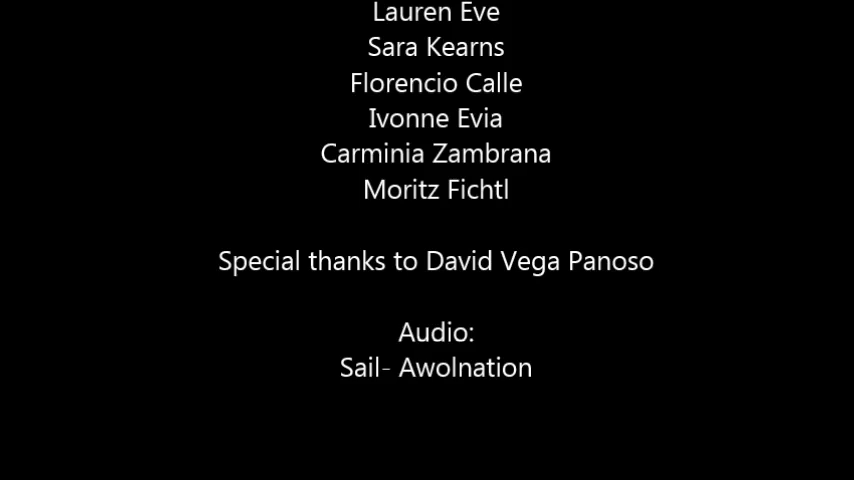 Lauren Eve
Sara Kearns
Florencio Calle
Ivonne Evia
Carminia Zambrana
Moritz Fichtl
Special thanks to David Vega Panoso
Audio:
Sail- Awolnation